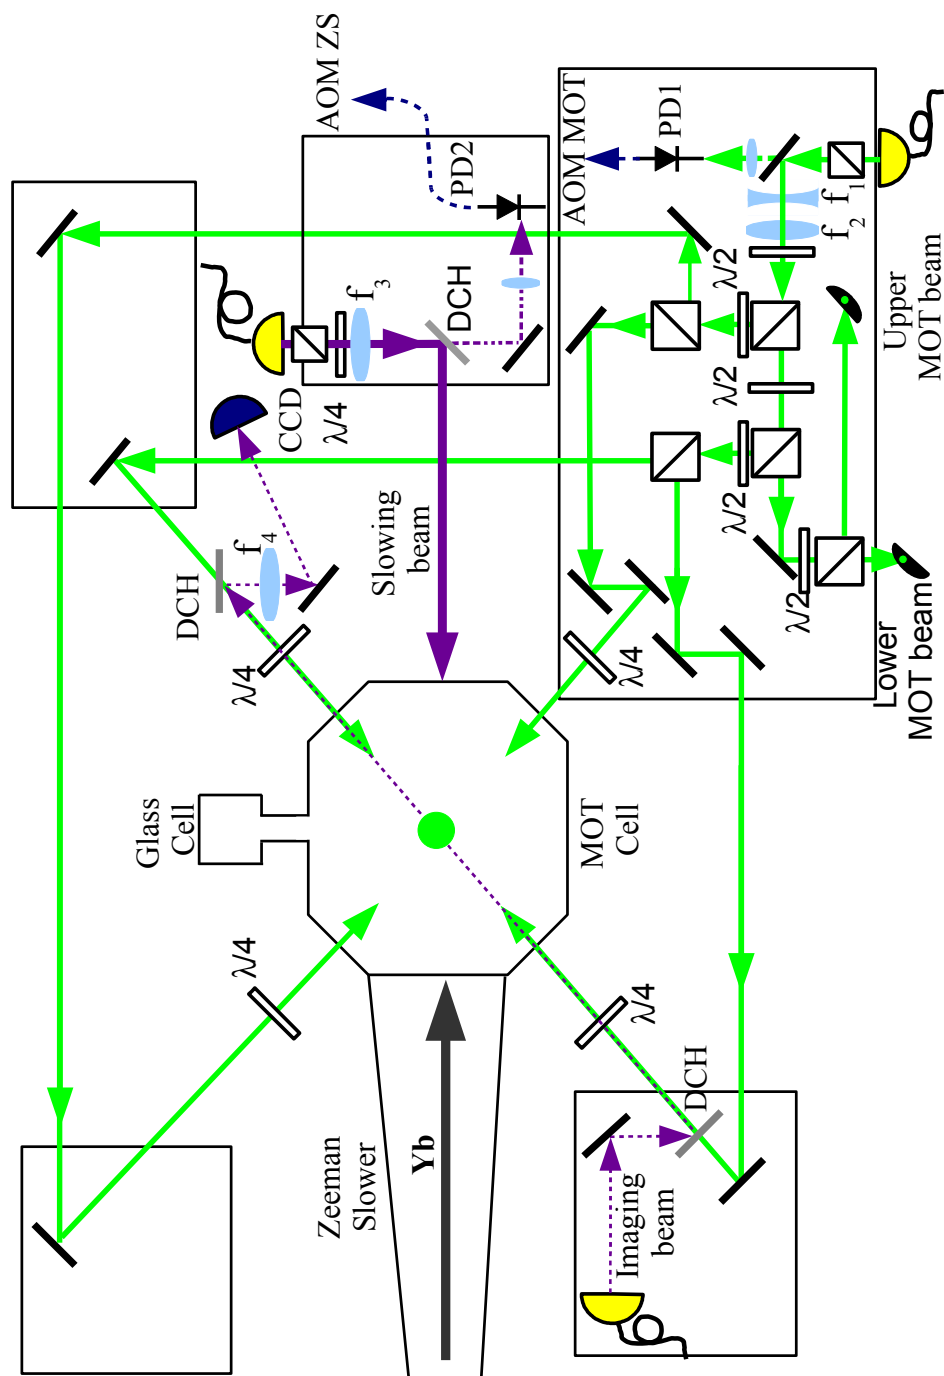 AOM ZS
AOM MOT
PD2
PD1
f3
DCH
λ/2
f2
f1
CCD
λ/4
λ/2
Upper
MOT beam
λ/2
f4
DCH
Slowing
beam
λ/2
λ/4
λ/4
Lower
MOT beam
Glass
Cell
MOT
Cell
λ/4
λ/4
DCH
Zeeman
Slower
Yb
Imaging
beam